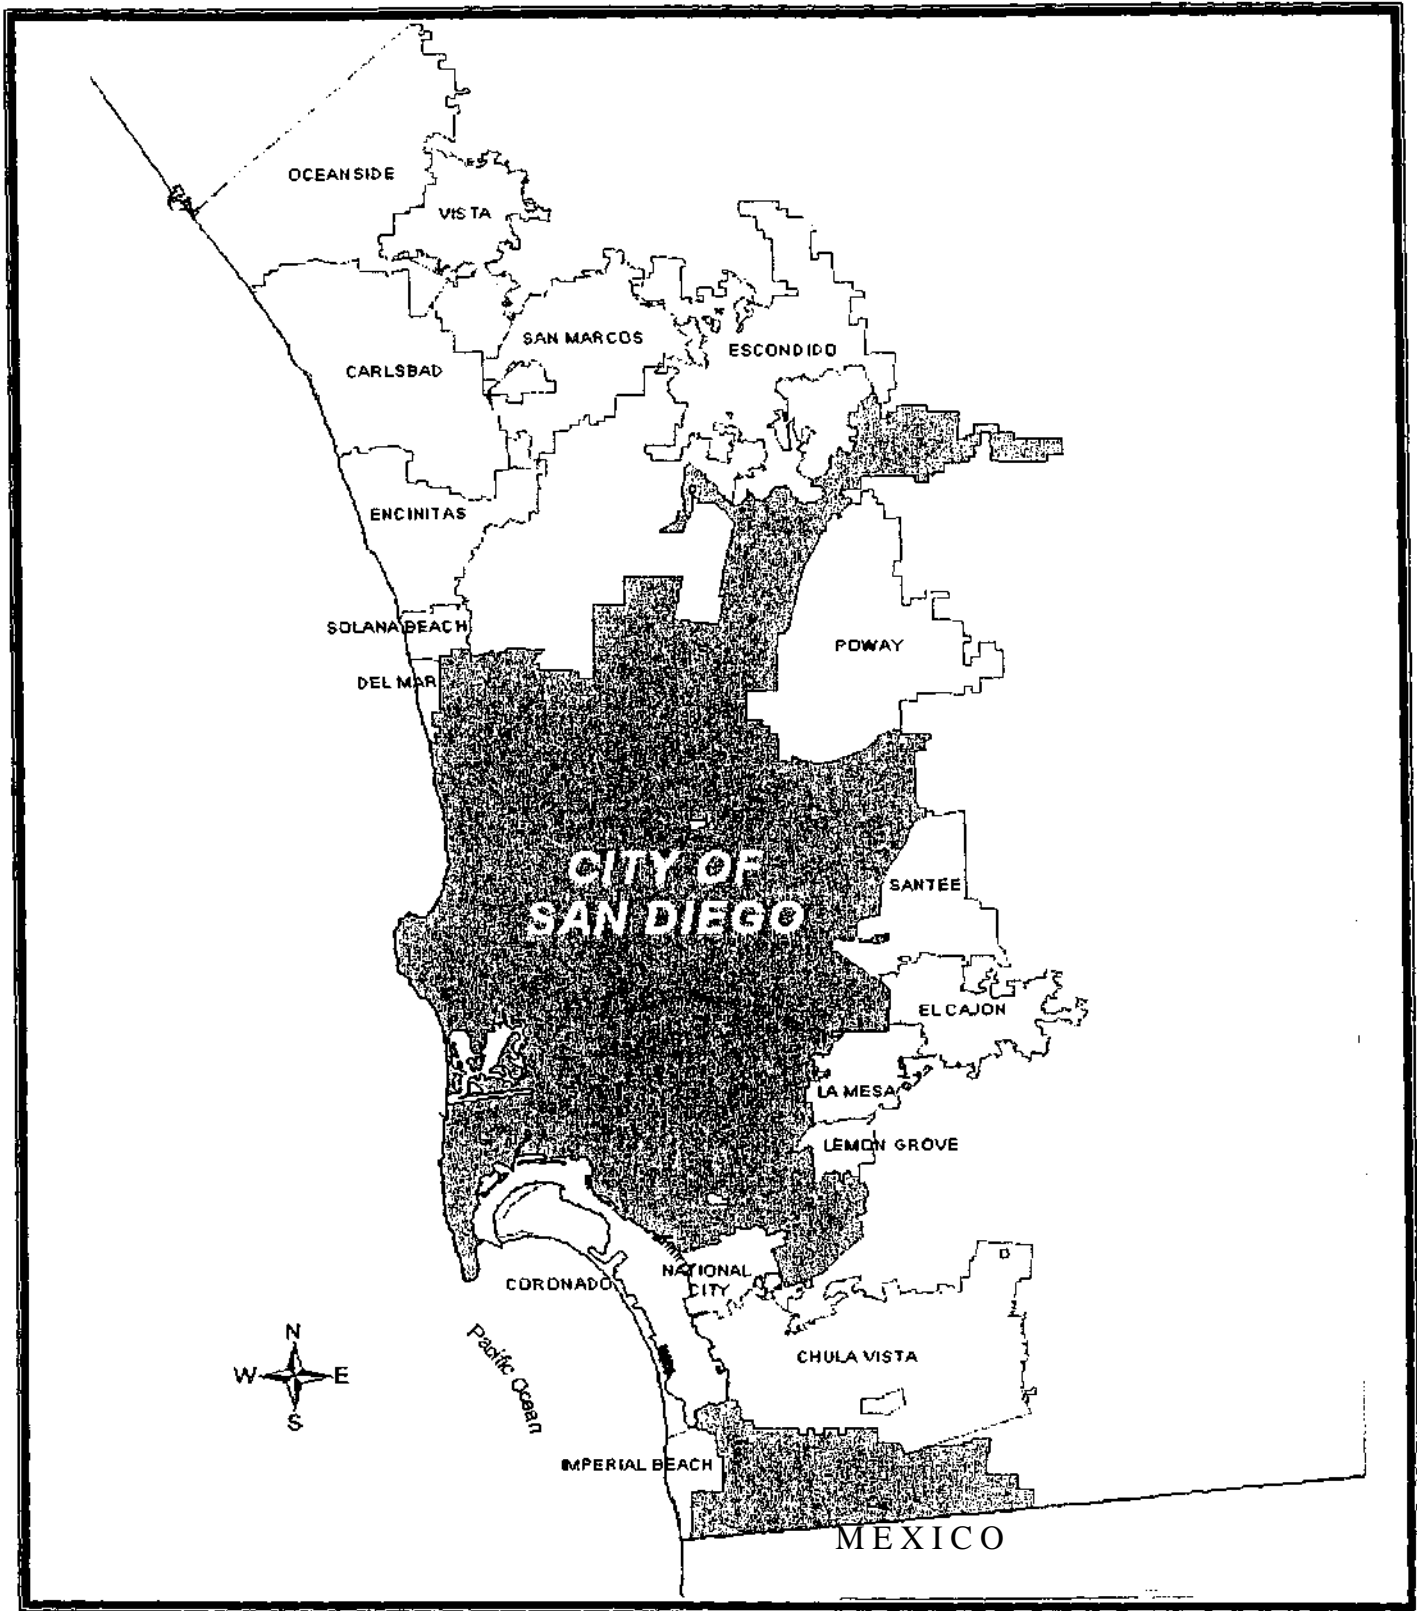 OCEANSIDE
VISTA
SAN MARCOS
ESCONDIDO
CARLSBAD
ENCINITAS
SOLANA BEACH
POWAY
DEL MAR
CITY OF
SAN DIEGO
SANTEE
EL CAJON
LA MESA
LEMON GROVE
NATIONAL
CITY
CORONADO
N
W E
S
Pacific Ocean
CHULA VISTA
IMPERIAL BEACH
MEXICO